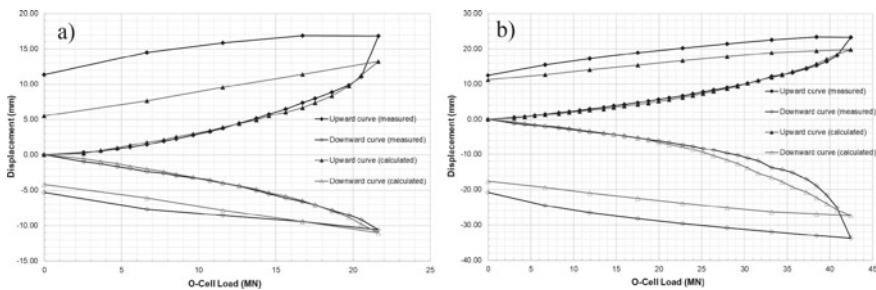 a)
20.00
15.00
10.00
5.00
0.00
-5.00
-10.00
-15.00
Displacement (mm)
0
5
10
15
20
25
O-Cell Load (MN)
Upward curve (measured)
Downward curve (measured)
Upward curve (calculated)
Downward curve (calculated)
b)
30.00
20.00
10.00
0.00
-10.00
-20.00
-30.00
-40.00
Displacement (mm)
0
5
10
15
20
25
30
35
40
45
O-Cell Load (MN)
Upward curve (measured)
Downward curve (measured)
Upward curve (calculated)
Downward curve (calculated)